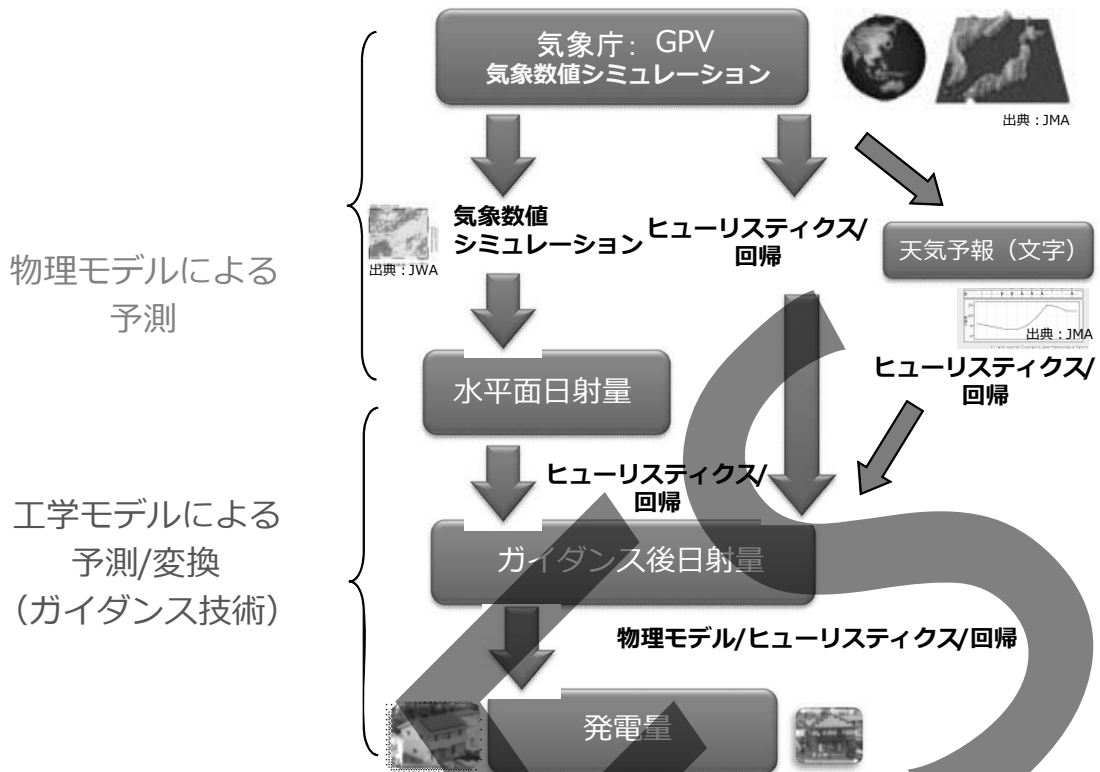 気象庁：GPV
気象数値シミュレーション
出典：JMA
気象数値
シミュレーション
出典：JWA
ヒューリスティクス/
回帰
天気予報（文字）
出典：JMA
ヒューリスティクス/
回帰
物理モデルによる
予測
水平面日射量
ヒューリスティクス/
回帰
工学モデルによる
予測/変換
（ガイダンス技術）
ガイダンス後日射量
物理モデル/ヒューリスティクス/回帰
発電量